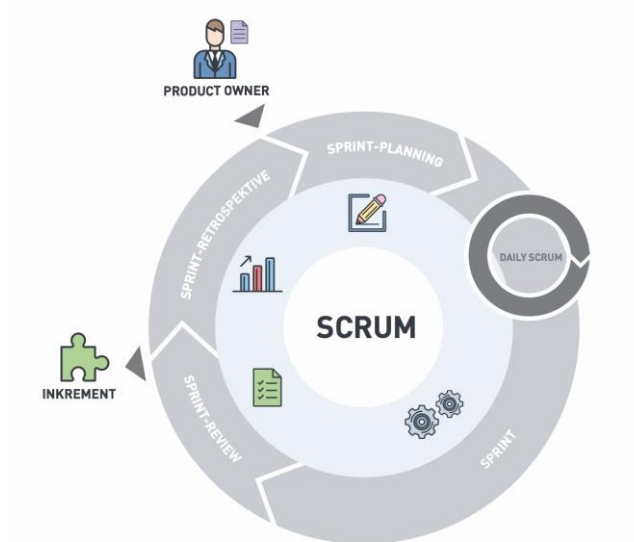 PRODUCT OWNER
SPRINT-PLANNING
SPRINT-RETROSPEKTIVE
DAILY SCRUM
SCRUM
INKREMENT
SPRINT-REVIEW
SPRINT